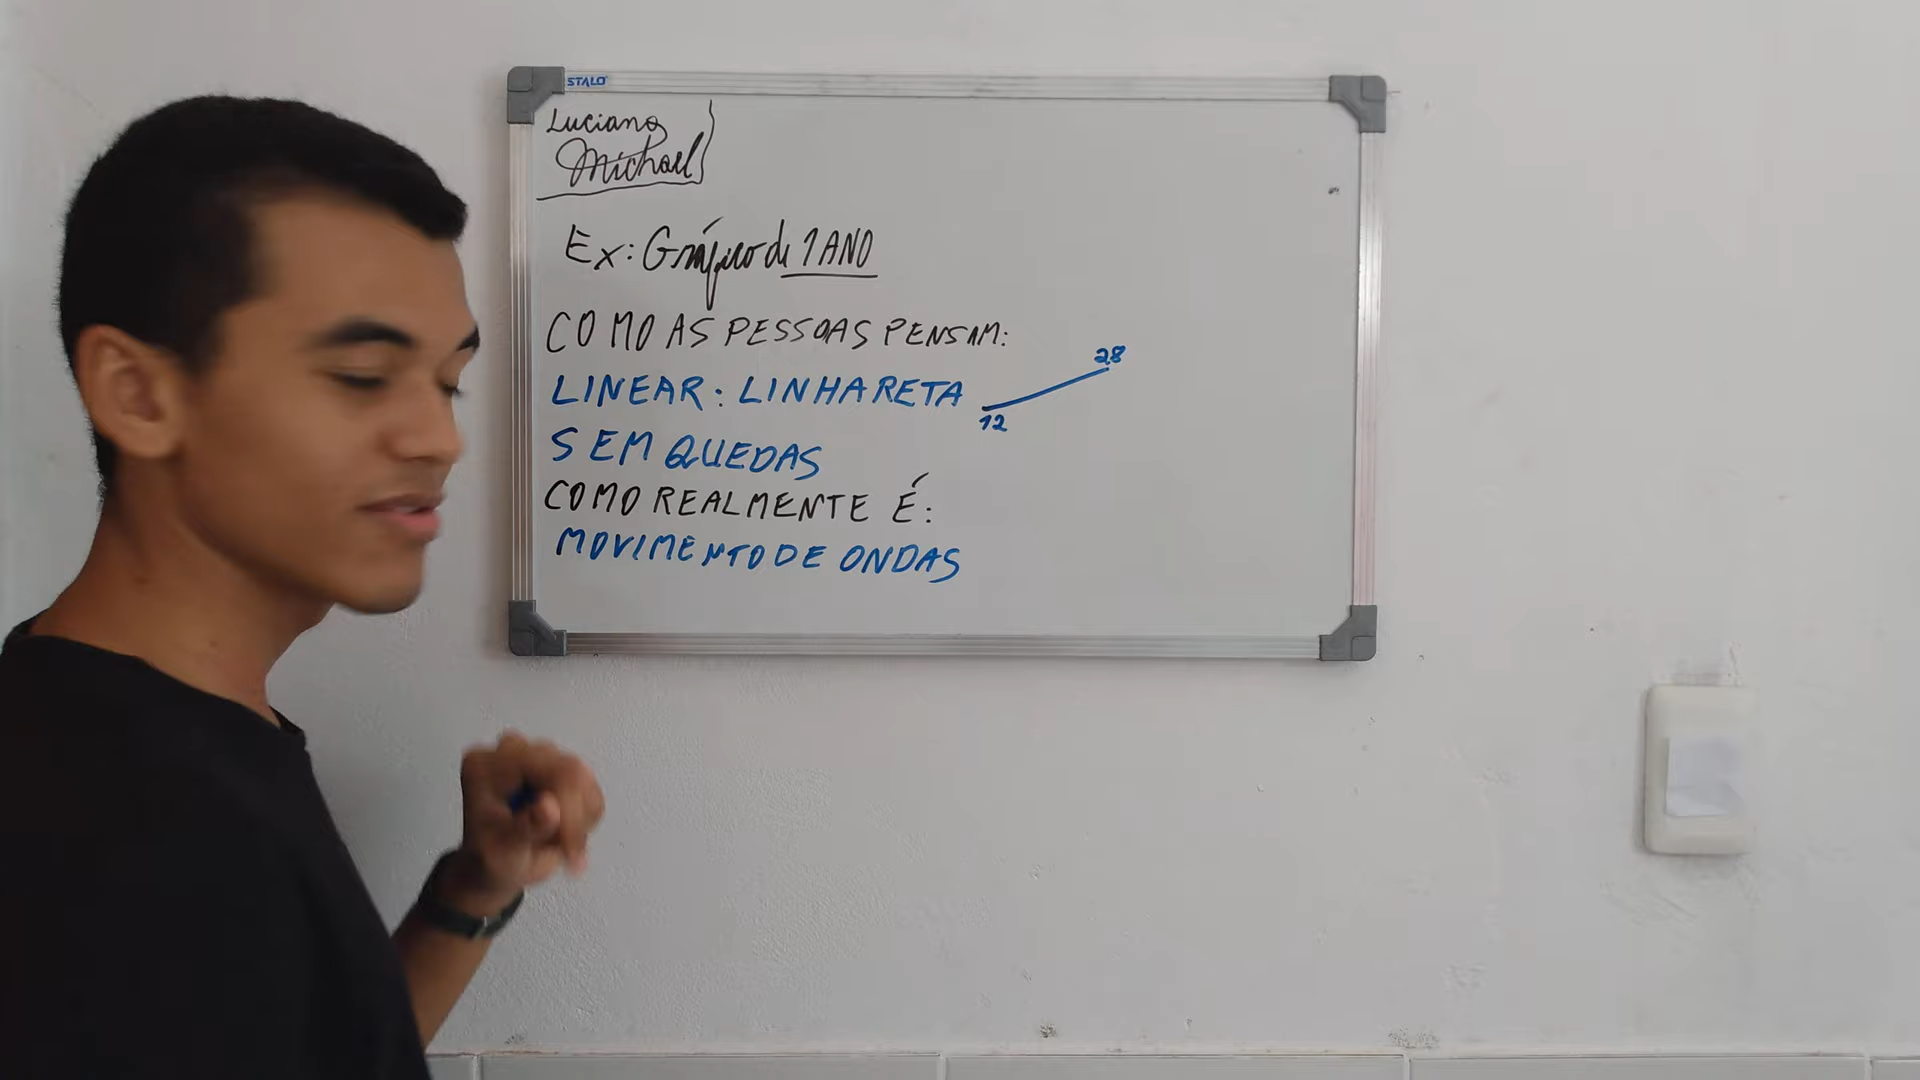 STALO
Luciano
Michael
Ex: Gráfico de 1 ANO
COMO AS PESSOAS PENSAM:
LINEAR: LINHA RETA
28
12
SEM QUEDAS
COMO REALMENTE É:
MOVIMENTO DE ONDAS